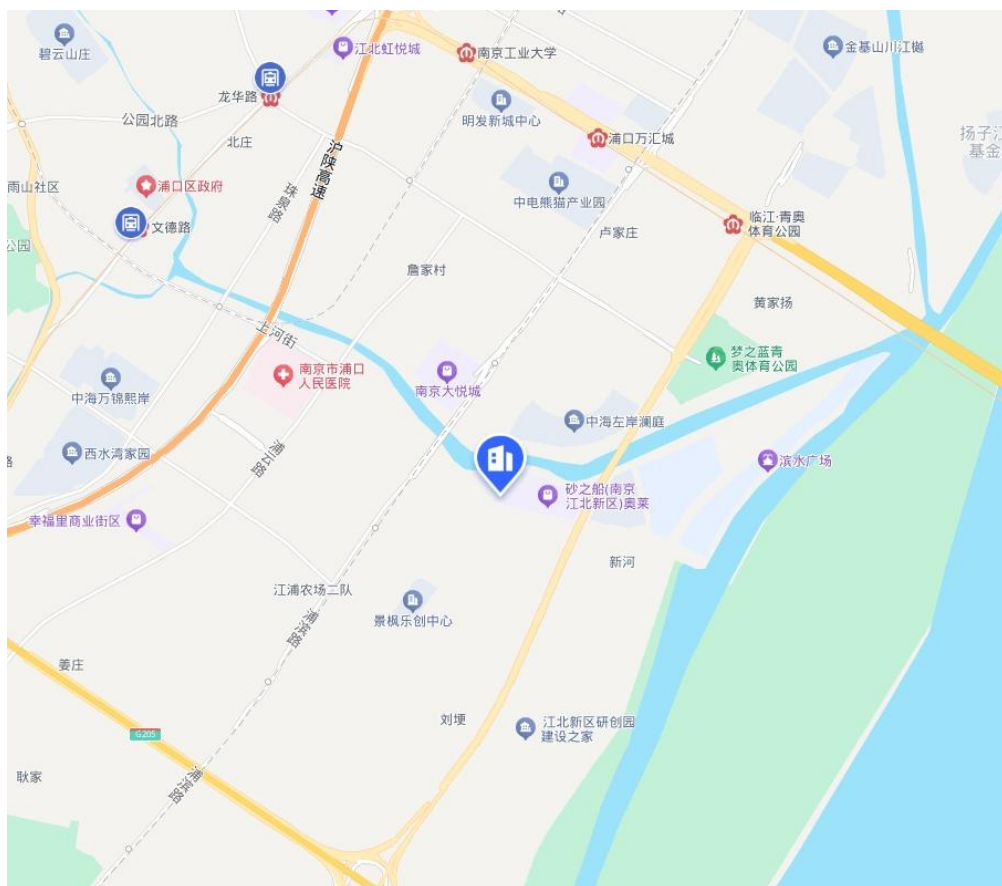 碧云山庄
江北虹悦城
南京工业大学
金基山川江樾
龙华路
公园北路
北庄
明发新城中心
浦口万汇城
扬子江
基金
沪陕高速
雨山社区
浦口区政府
珠泉路
中电熊猫产业园
文德路
卢家庄
临江·青奥
体育公园
公园
詹家村
黄家扬
上河街
梦之蓝青
奥体育公园
南京市浦口
人民医院
南京大悦城
中海万锦熙岸
中海左岸澜庭
西水湾家园
路
浦云路
滨水广场
砂之船(南京
江北新区)奥莱
幸福里商业街区
新河
江浦农场二队
浦滨路
景枫乐创中心
姜庄
刘埂
江北新区研创园
建设之家
G205
耿家
浦滨路